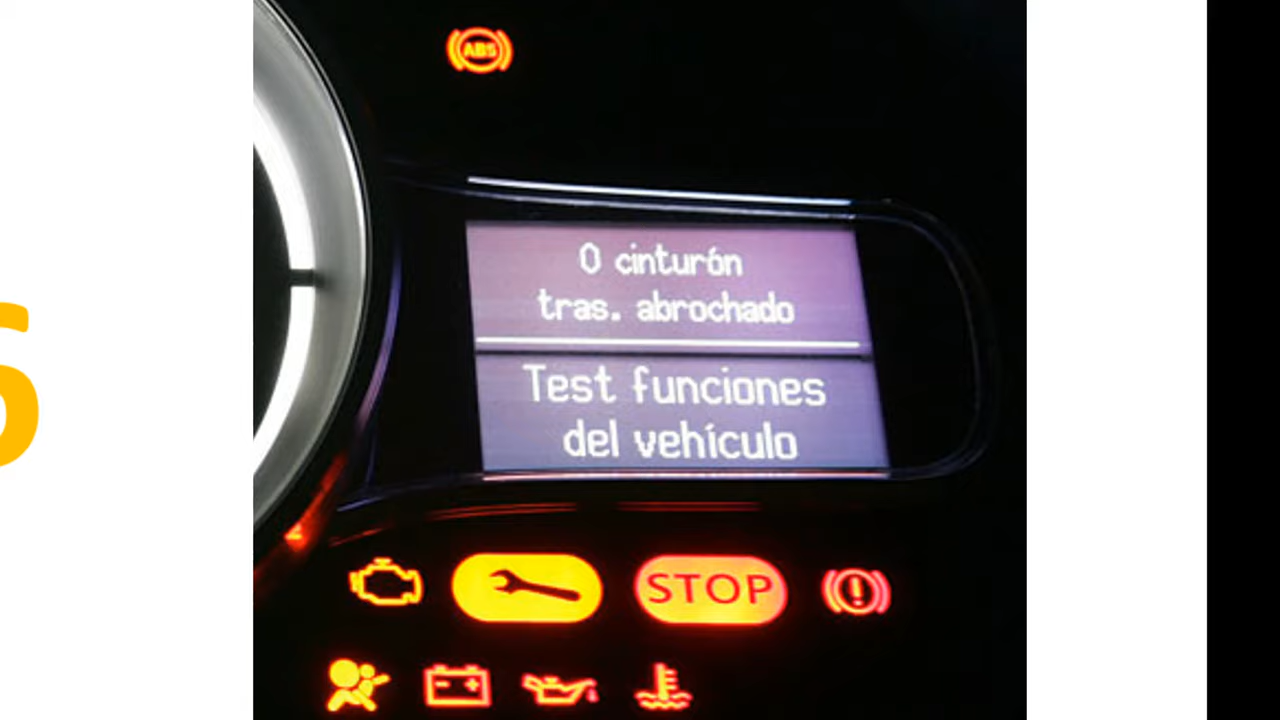 ABS
0 cinturón
tras. abrochado
Test funciones
del vehículo
STOP